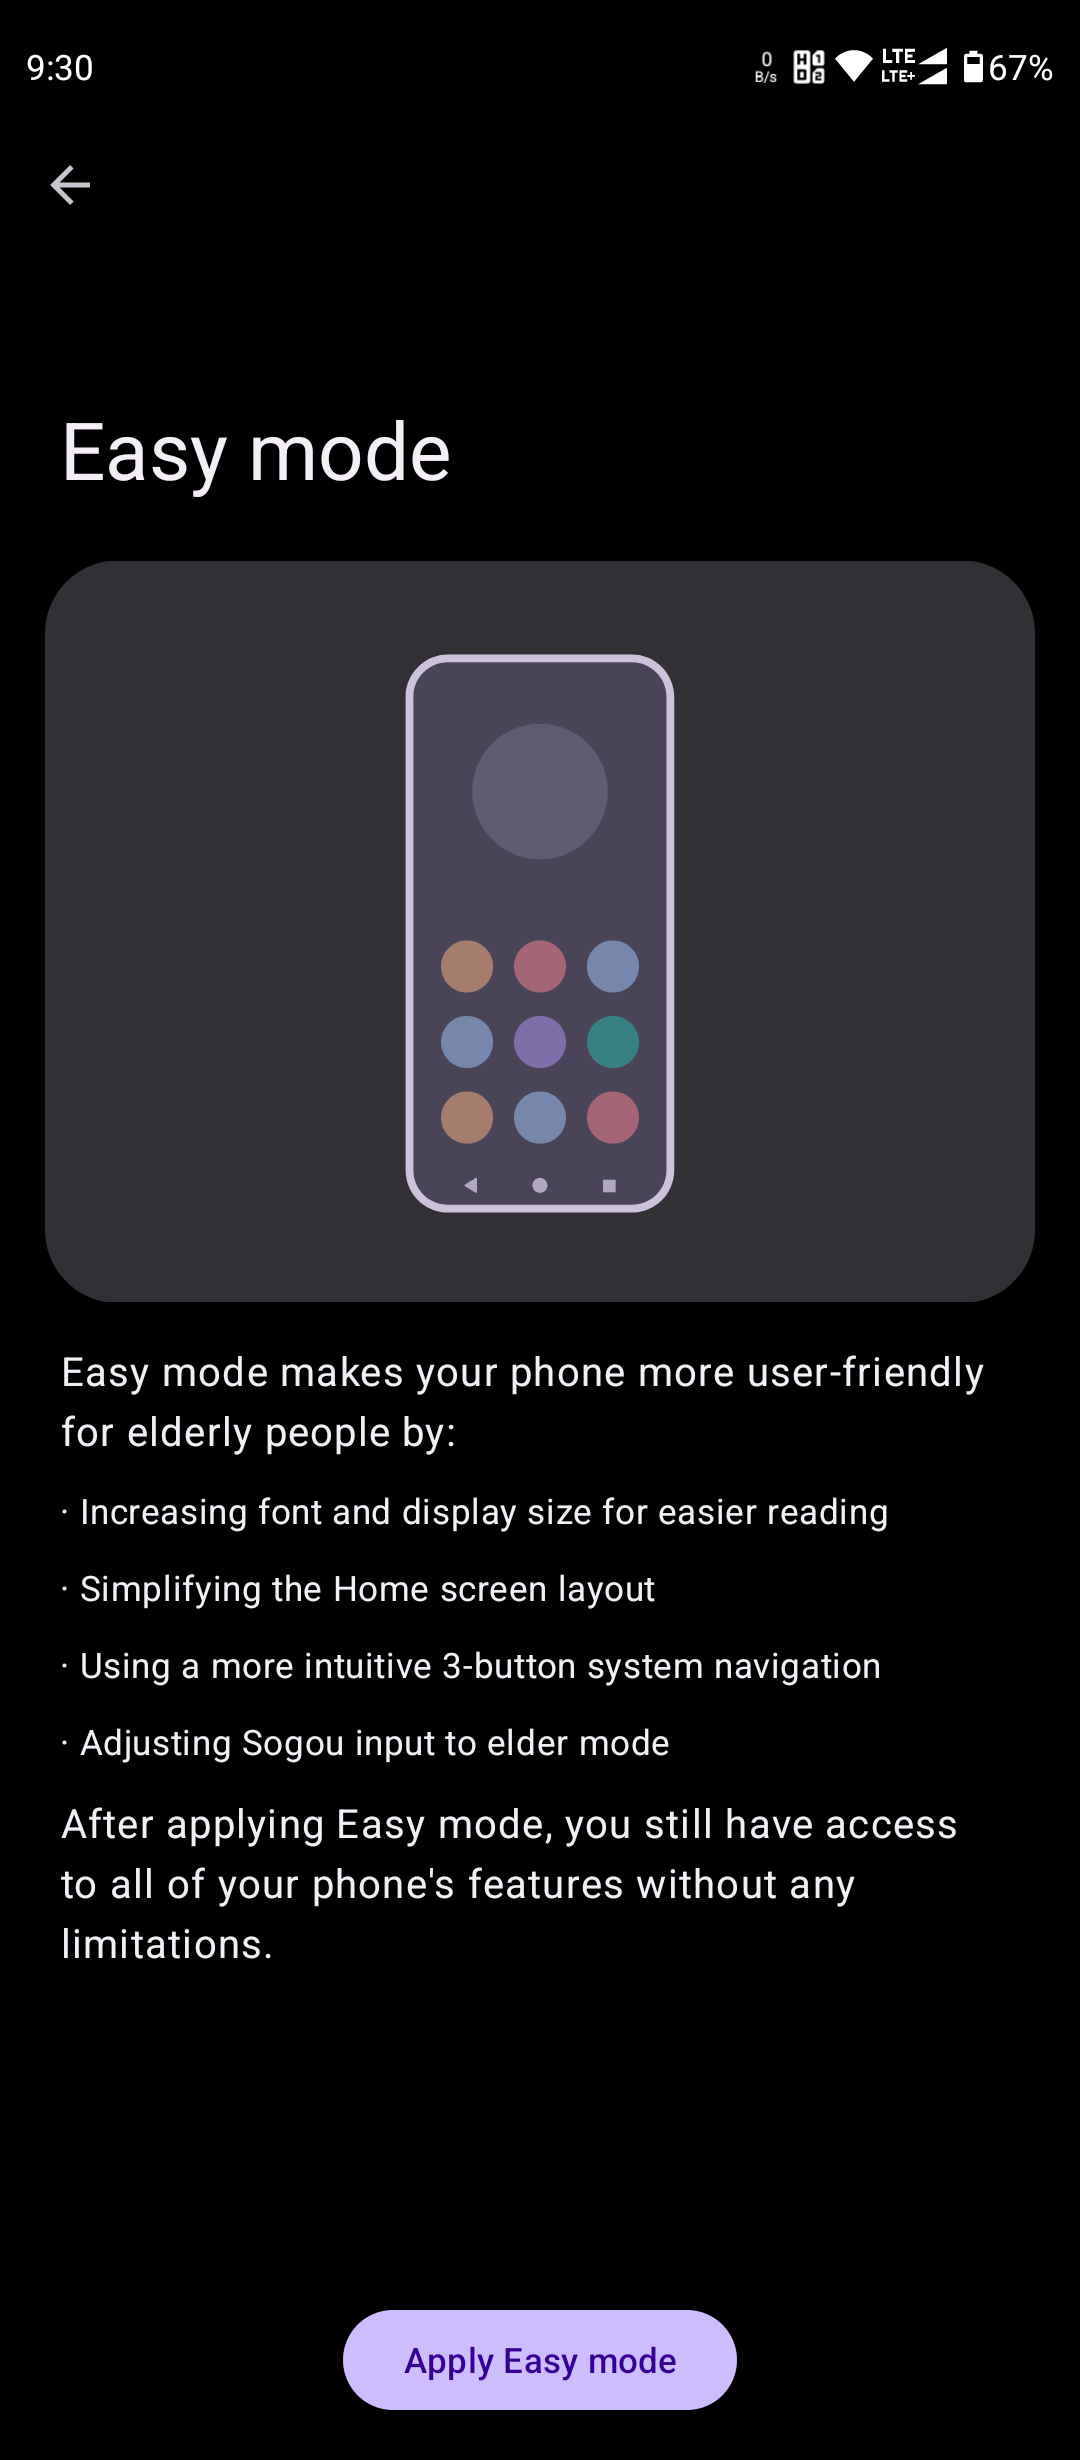 9:30
0
B/s
LTE
LTE+
67%
Easy mode
Easy mode makes your phone more user-friendly
for elderly people by:
· Increasing font and display size for easier reading
· Simplifying the Home screen layout
· Using a more intuitive 3-button system navigation
· Adjusting Sogou input to elder mode
After applying Easy mode, you still have access
to all of your phone's features without any
limitations.
Apply Easy mode